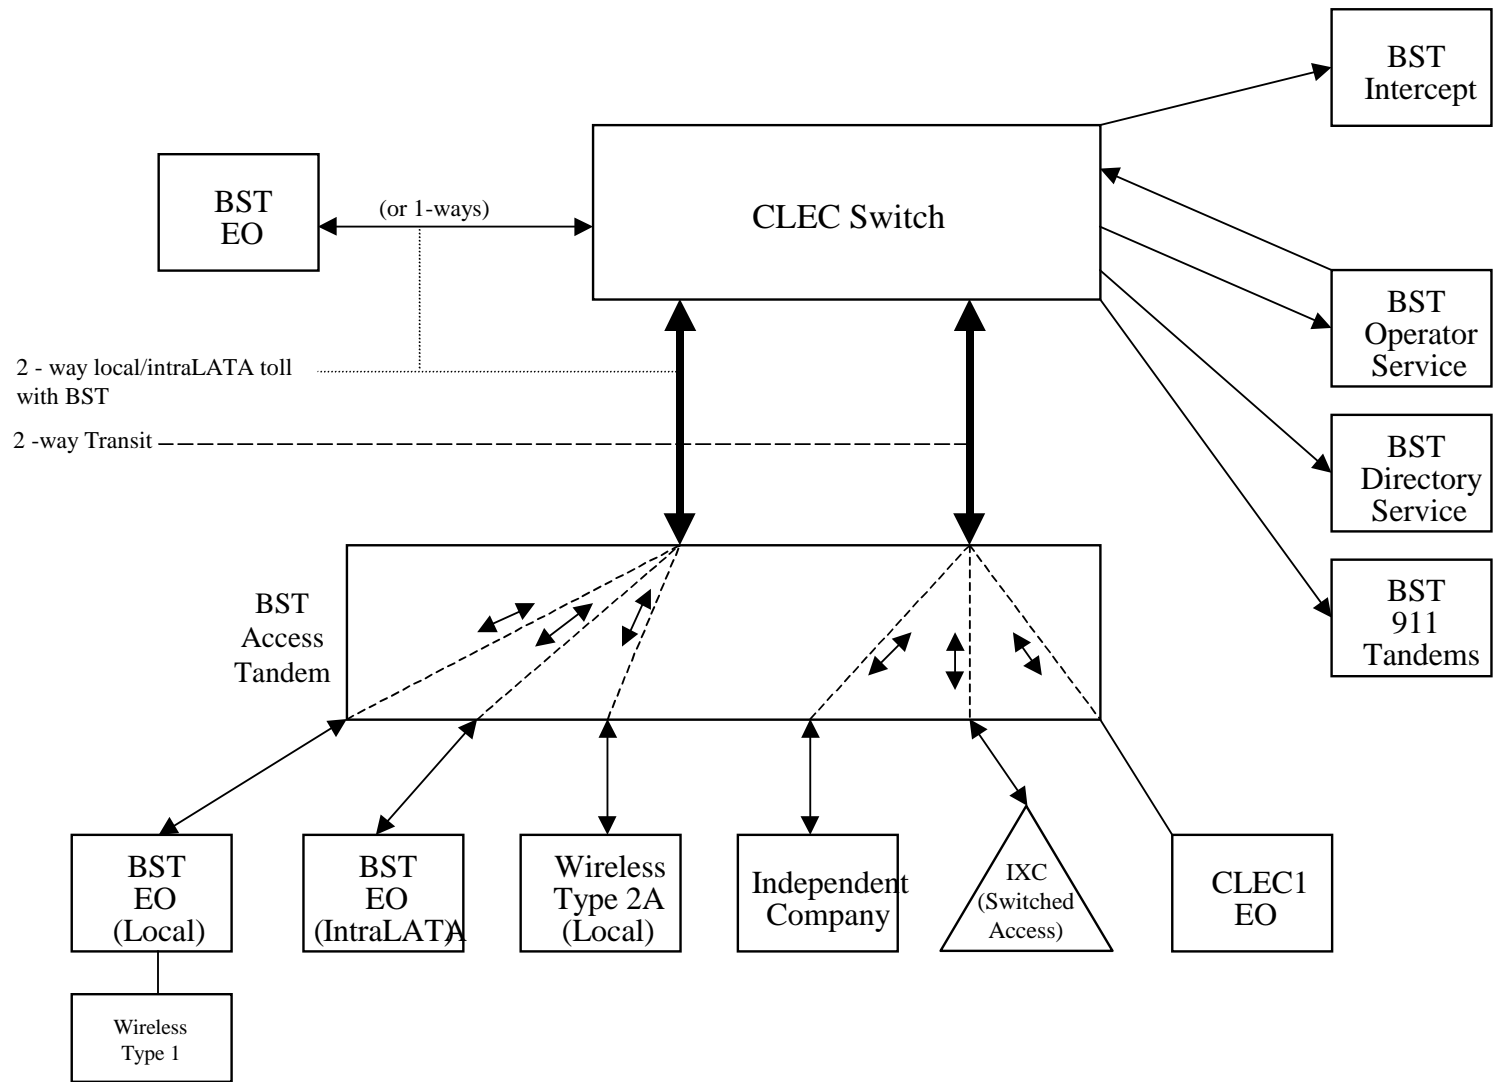 BST
Intercept
BST
EO
(or 1-ways)
CLEC Switch
BST
Operator
Service
2 - way local/intraLATA toll
with BST
2 -way Transit
BST
Directory
Service
BST
911
Tandems
BST
Access
Tandem
BST
EO
(Local)
BST
EO
(IntraLATA)
Wireless
Type 2A
(Local)
Independent
Company
IXC
(Switched
Access)
CLEC1
EO
Wireless
Type 1